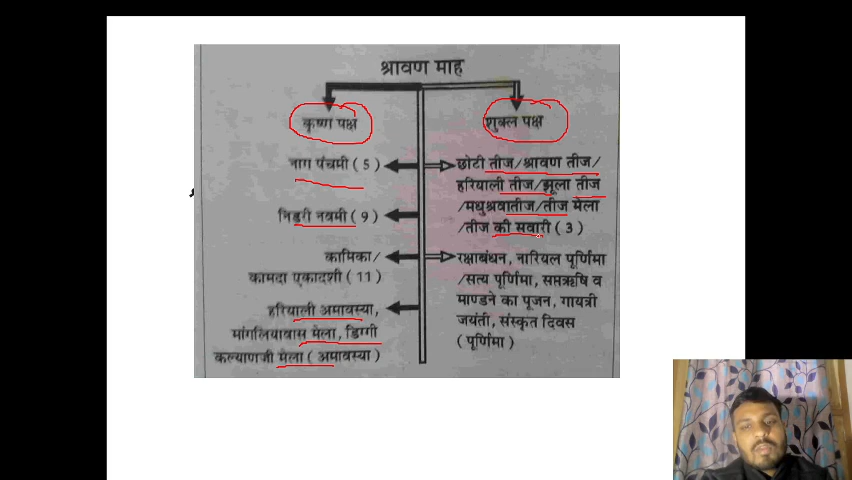 श्रावण माह
कृष्ण पक्ष
नाग पंचमी ( 5 )
निडरी नवमी ( 9 )
कामिका/
कामदा एकादशी ( 11 )
हरियाली अमावस्या,
मांगलियावास मेला, डिग्गी
कल्याणजी मेला ( अमावस्या )
शुक्ल पक्ष
छोटी तीज/श्रावण तीज/
हरियाली तीज/झूला तीज
/मधुश्रवातीज/तीज मेला
/तीज की सवारी ( 3 )
रक्षाबंधन, नारियल पूर्णिमा
/सत्य पूर्णिमा, सप्तऋषि व
माण्डने का पूजन, गायत्री
जयंती, संस्कृत दिवस
( पूर्णिमा )